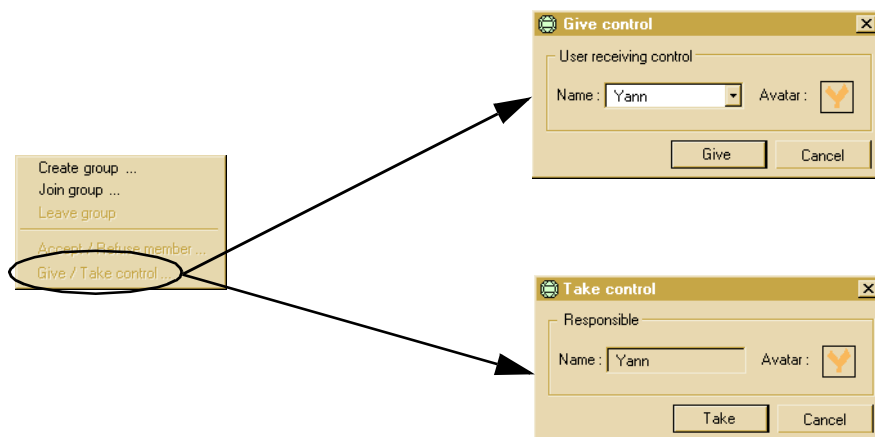 Give control
User receiving control
Name : Yann Avatar :
Give Cancel
Create group ...
Join group ...
Leave group
Accept / Refuse member ...
Give / Take control ...
Take control
Responsible
Name : Yann Avatar :
Take Cancel